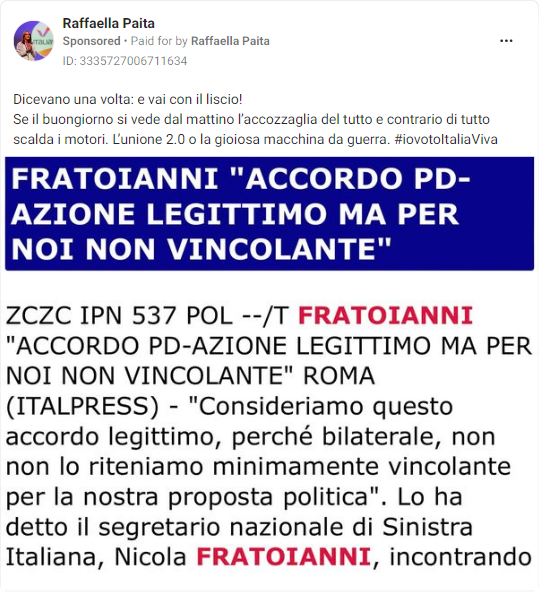 Raffaella Paita
Sponsored • Paid for by Raffaella Paita
ID: 3335727006711634
Dicevano una volta: e vai con il liscio!
Se il buongiorno si vede dal mattino l’accozzaglia del tutto e contrario di tutto
scalda i motori. L’unione 2.0 o la gioiosa macchina da guerra. #iovotoItaliaViva
FRATOIANNI "ACCORDO PD-
AZIONE LEGITTIMO MA PER
NOI NON VINCOLANTE"
ZCZC IPN 537 POL --/T FRATOIANNI
"ACCORDO PD-AZIONE LEGITTIMO MA PER
NOI NON VINCOLANTE" ROMA
(ITALPRESS) - "Consideriamo questo
accordo legittimo, perché bilaterale, non
non lo riteniamo minimamente vincolante
per la nostra proposta politica". Lo ha
detto il segretario nazionale di Sinistra
Italiana, Nicola FRATOIANNI, incontrando